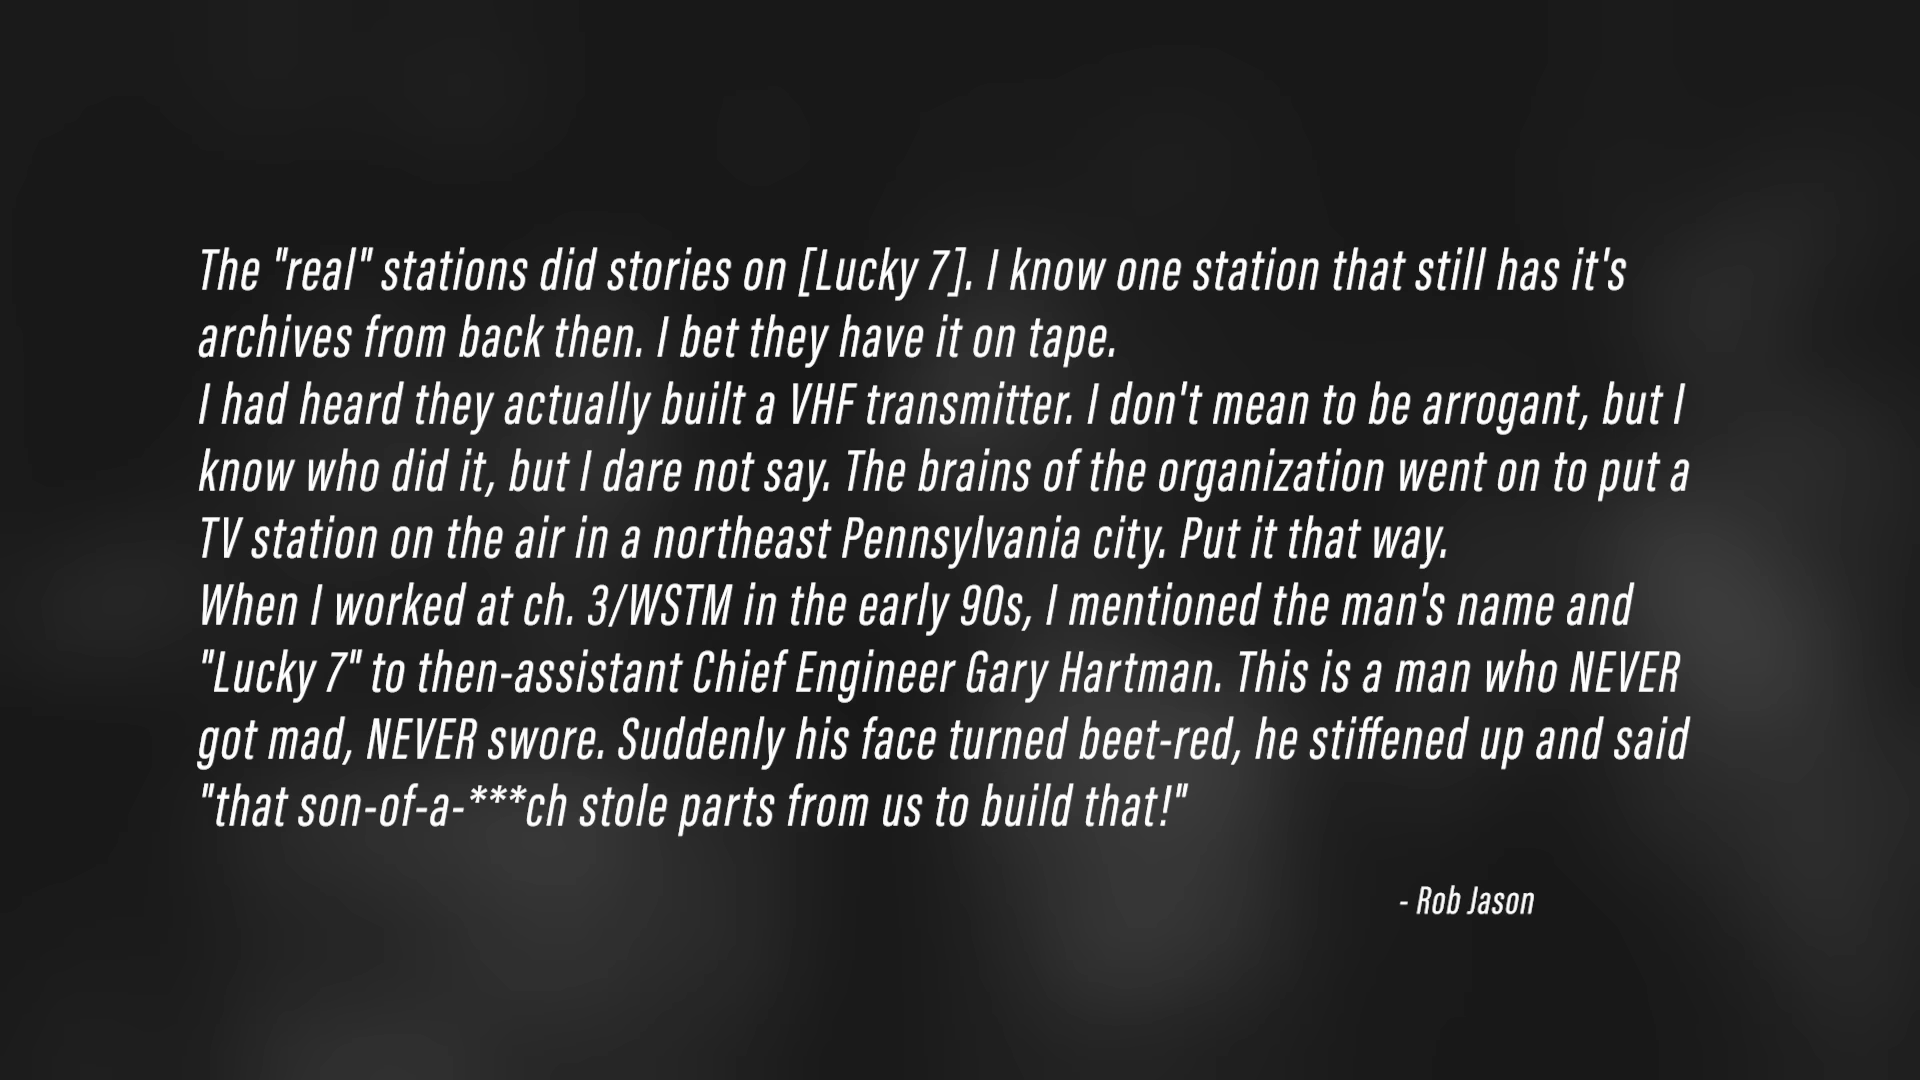 The "real" stations did stories on [Lucky 7]. I know one station that still has it's
archives from back then. I bet they have it on tape.
I had heard they actually built a VHF transmitter. I don't mean to be arrogant, but I
know who did it, but I dare not say. The brains of the organization went on to put a
TV station on the air in a northeast Pennsylvania city. Put it that way.
When I worked at ch. 3/WSTM in the early 90s, I mentioned the man's name and
"Lucky 7" to then-assistant Chief Engineer Gary Hartman. This is a man who NEVER
got mad, NEVER swore. Suddenly his face turned beet-red, he stiffened up and said
"that son-of-a-***ch stole parts from us to build that!"
- Rob Jason